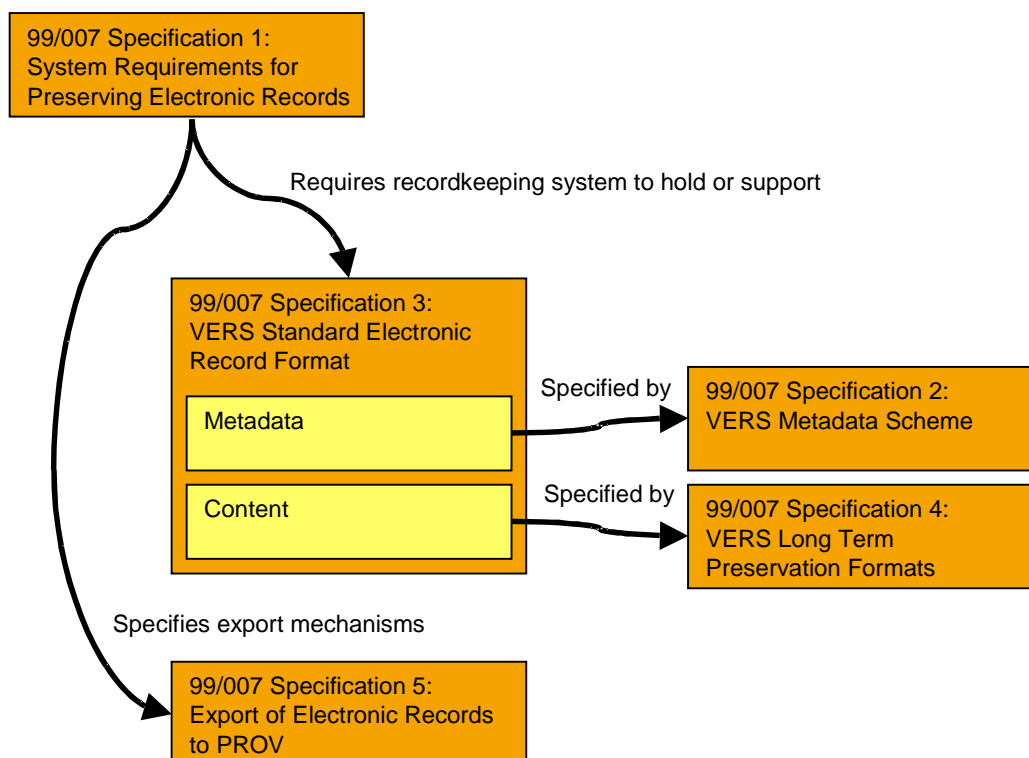 99/007 Specification 1:
System Requirements for
Preserving Electronic Records
Requires recordkeeping system to hold or support
99/007 Specification 3:
VERS Standard Electronic
Record Format
Metadata
Specified by
99/007 Specification 2:
VERS Metadata Scheme
Content
Specified by
99/007 Specification 4:
VERS Long Term
Preservation Formats
Specifies export mechanisms
99/007 Specification 5:
Export of Electronic Records
to PROV